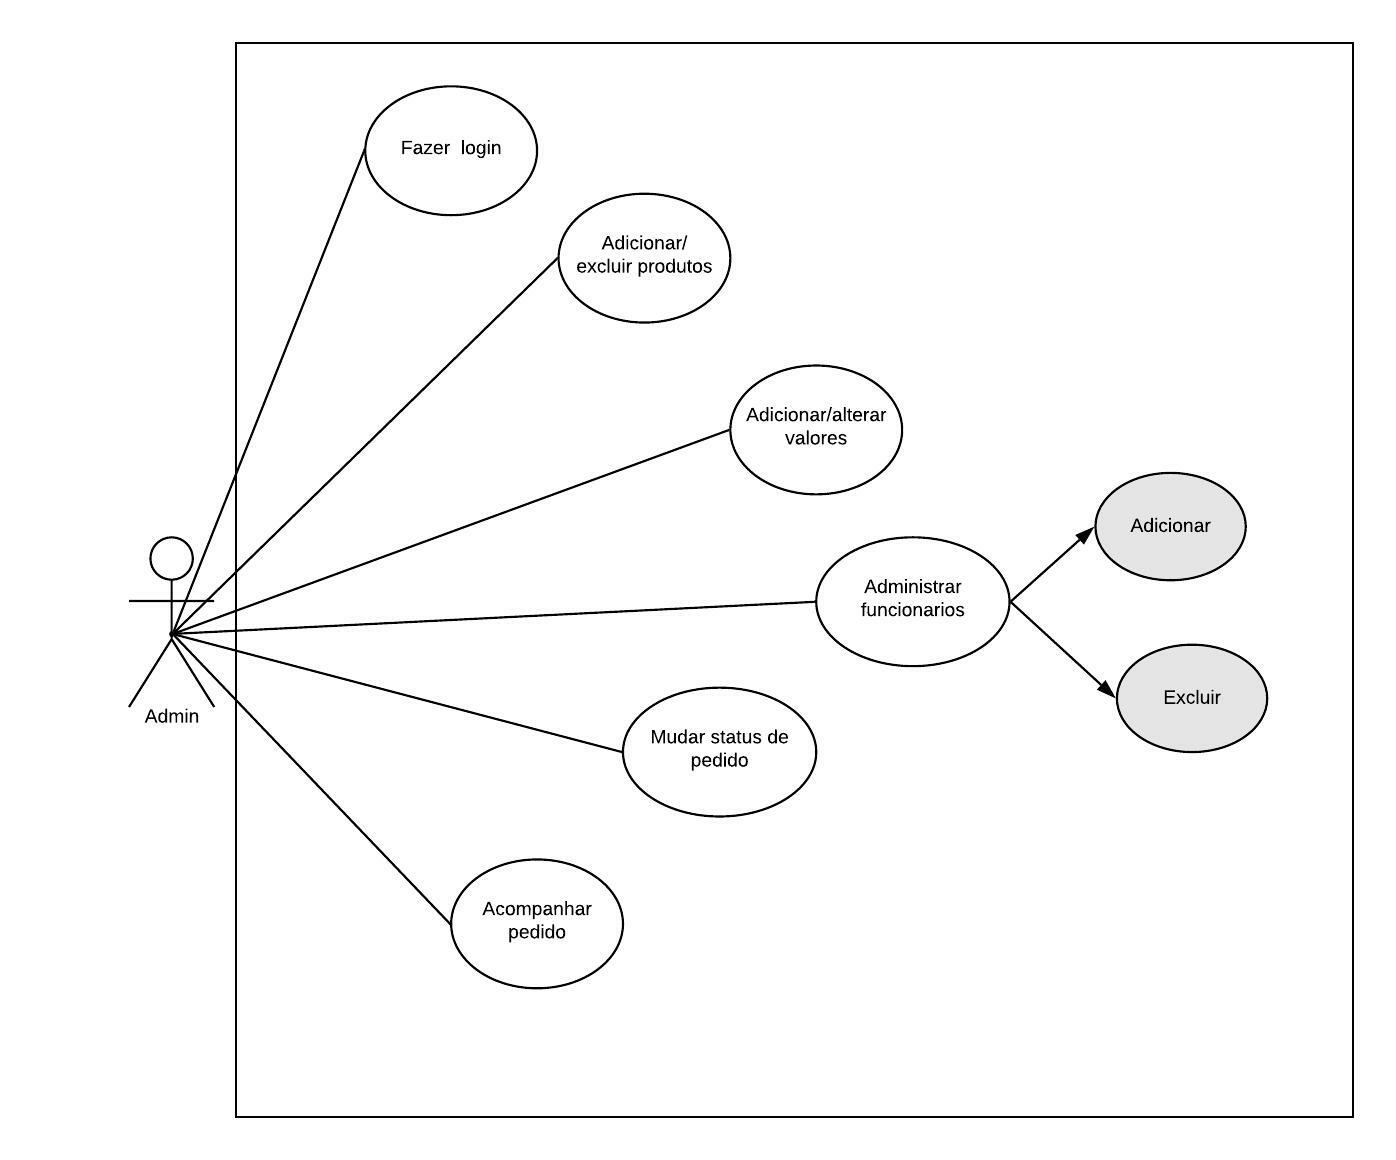 Fazer login
Adicionar/
excluir produtos
Adicionar/alterar
valores
Adicionar
Administrar
funcionarios
Excluir
Admin
Mudar status de
pedido
Acompanhar
pedido